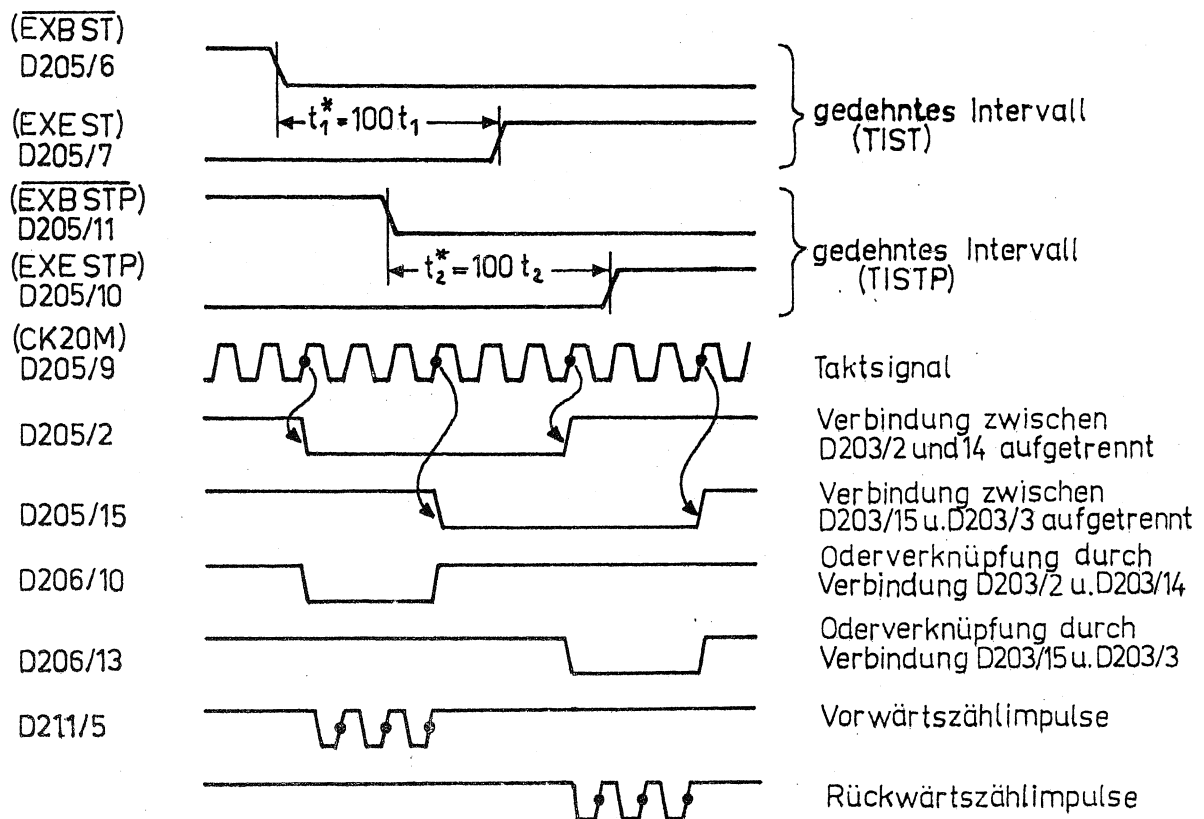 (EXBST)
D205/6
t₁* = 100 t₁
(EXEST)
D205/7
gedehntes Intervall
(TIST)
(EXBSTP)
D205/11
(EXESTP)
D205/10
t₂* = 100 t₂
gedehntes Intervall
(TISTP)
(CK20M)
D205/9
Taktsignal
D205/2
Verbindung zwischen
D203/2 und 14 aufgetrennt
D205/15
Verbindung zwischen
D203/15 u. D203/3 aufgetrennt
D206/10
Oderverknüpfung durch
Verbindung D203/2 u. D203/14
D206/13
Oderverknüpfung durch
Verbindung D203/15 u. D203/3
D211/5
Vorwärtszählimpulse
Rückwärtszählimpulse